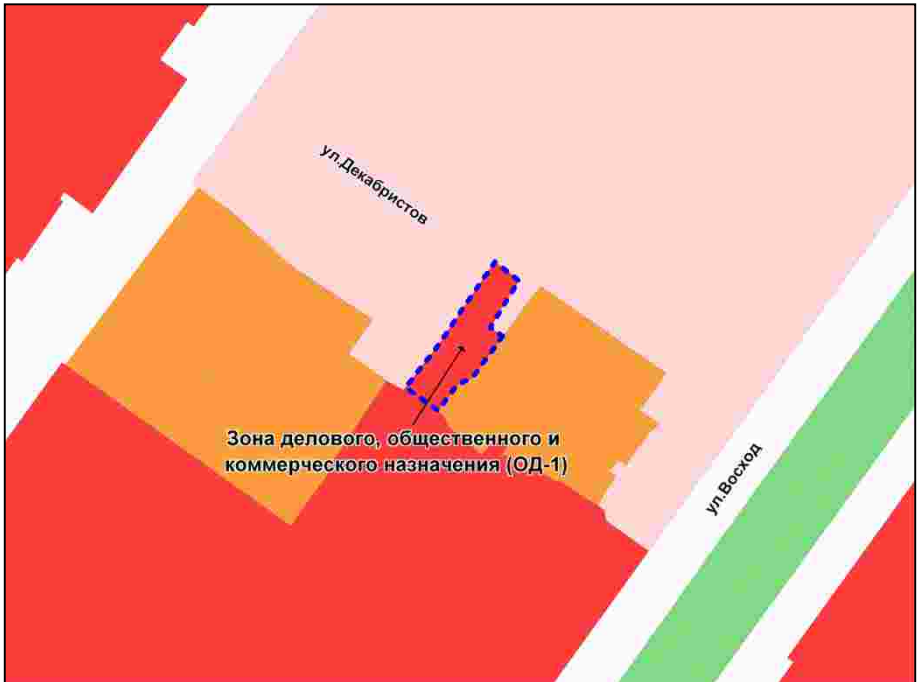 ул.Декабристов
Зона делового, общественного и
коммерческого назначения (ОД-1)
ул.Восход